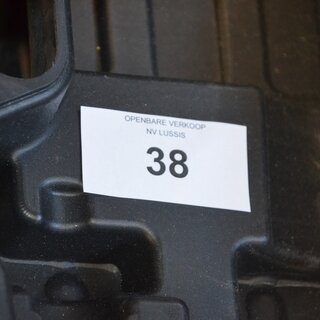 OPENBARE VERKOOP
NV LUSSIS
38